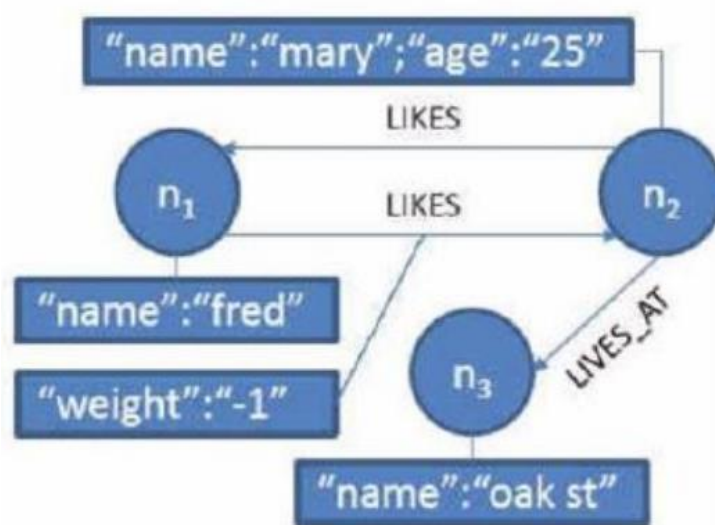 “name”:“mary”;“age”:“25”
LIKES
n₁
n₂
LIKES
“name”:“fred”
LIVES_AT
n₃
“weight”:“-1”
“name”:“oak st”